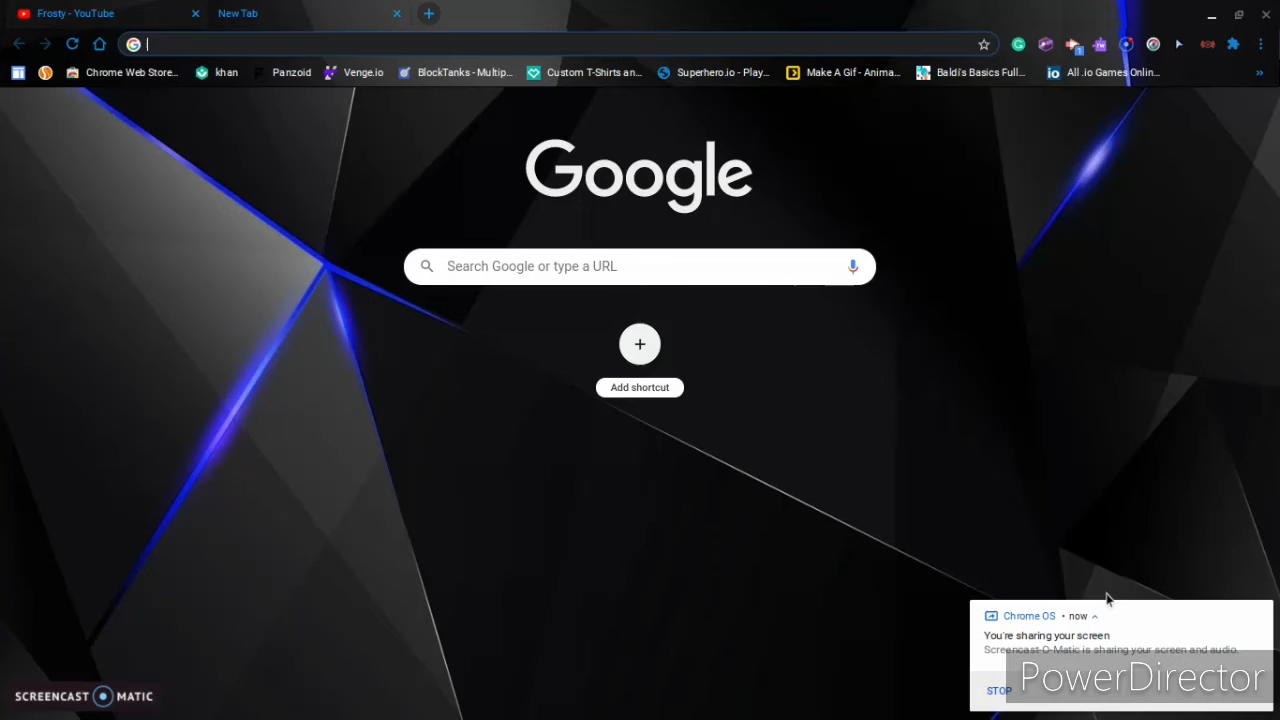 Frosty - YouTube
New Tab
Chrome Web Store...
khan
Panzoid
Venge.io
BlockTanks - Multip...
Custom T-Shirts an...
Superhero.io - Play...
Make A Gif - Anima...
Baldi's Basics Full...
io
All .io Games Onlin...
Google
Search Google or type a URL
Add shortcut
Chrome OS • now
You're sharing your screen
Screencast-O-Matic is sharing your screen and audio.
STOP
PowerDirector
SCREENCAST MATIC